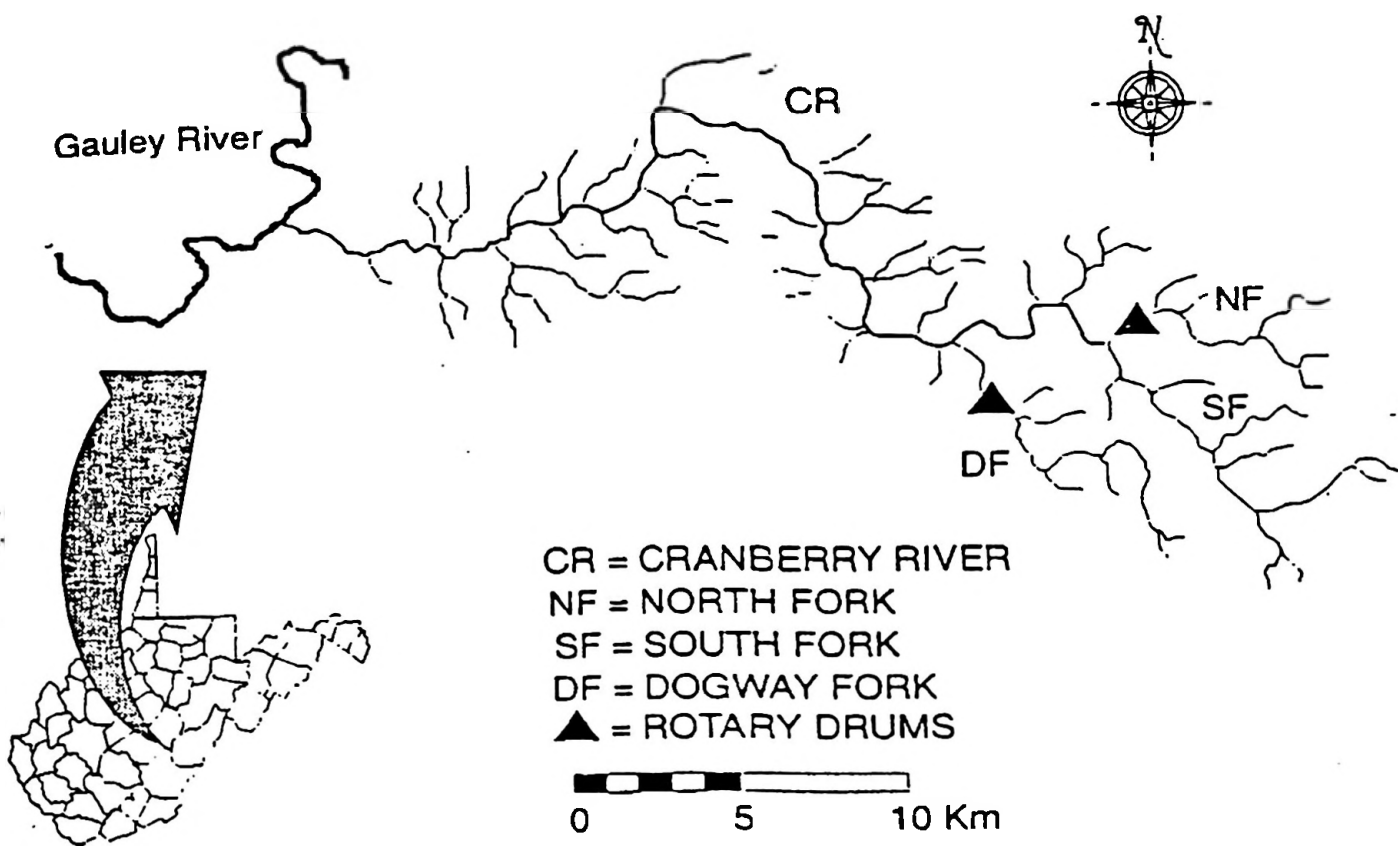 N
CR
Gauley River
NF
SF
DF
CR = CRANBERRY RIVER
NF = NORTH FORK
SF = SOUTH FORK
DF = DOGWAY FORK
▲ = ROTARY DRUMS
0 5 10 Km